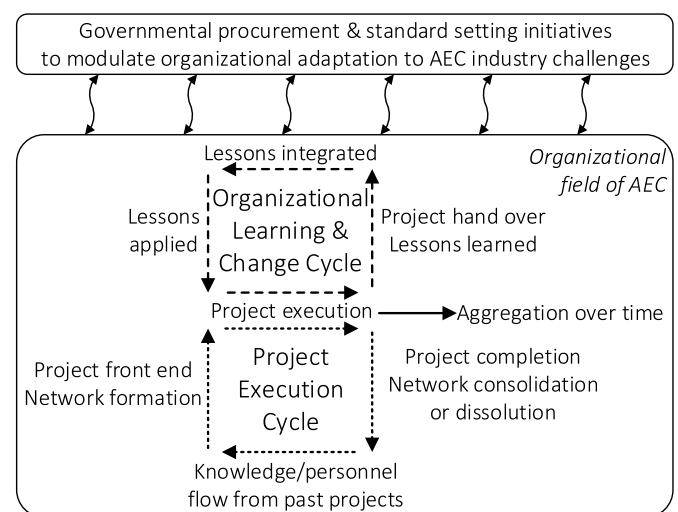 Governmental procurement & standard setting initiatives
to modulate organizational adaptation to AEC industry challenges
Organizational
field of AEC
Lessons integrated
Lessons
applied
Organizational
Learning &
Change Cycle
Project hand over
Lessons learned
Project execution
Aggregation over time
Project front end
Network formation
Project
Execution
Cycle
Project completion
Network consolidation
or dissolution
Knowledge/personnel
flow from past projects